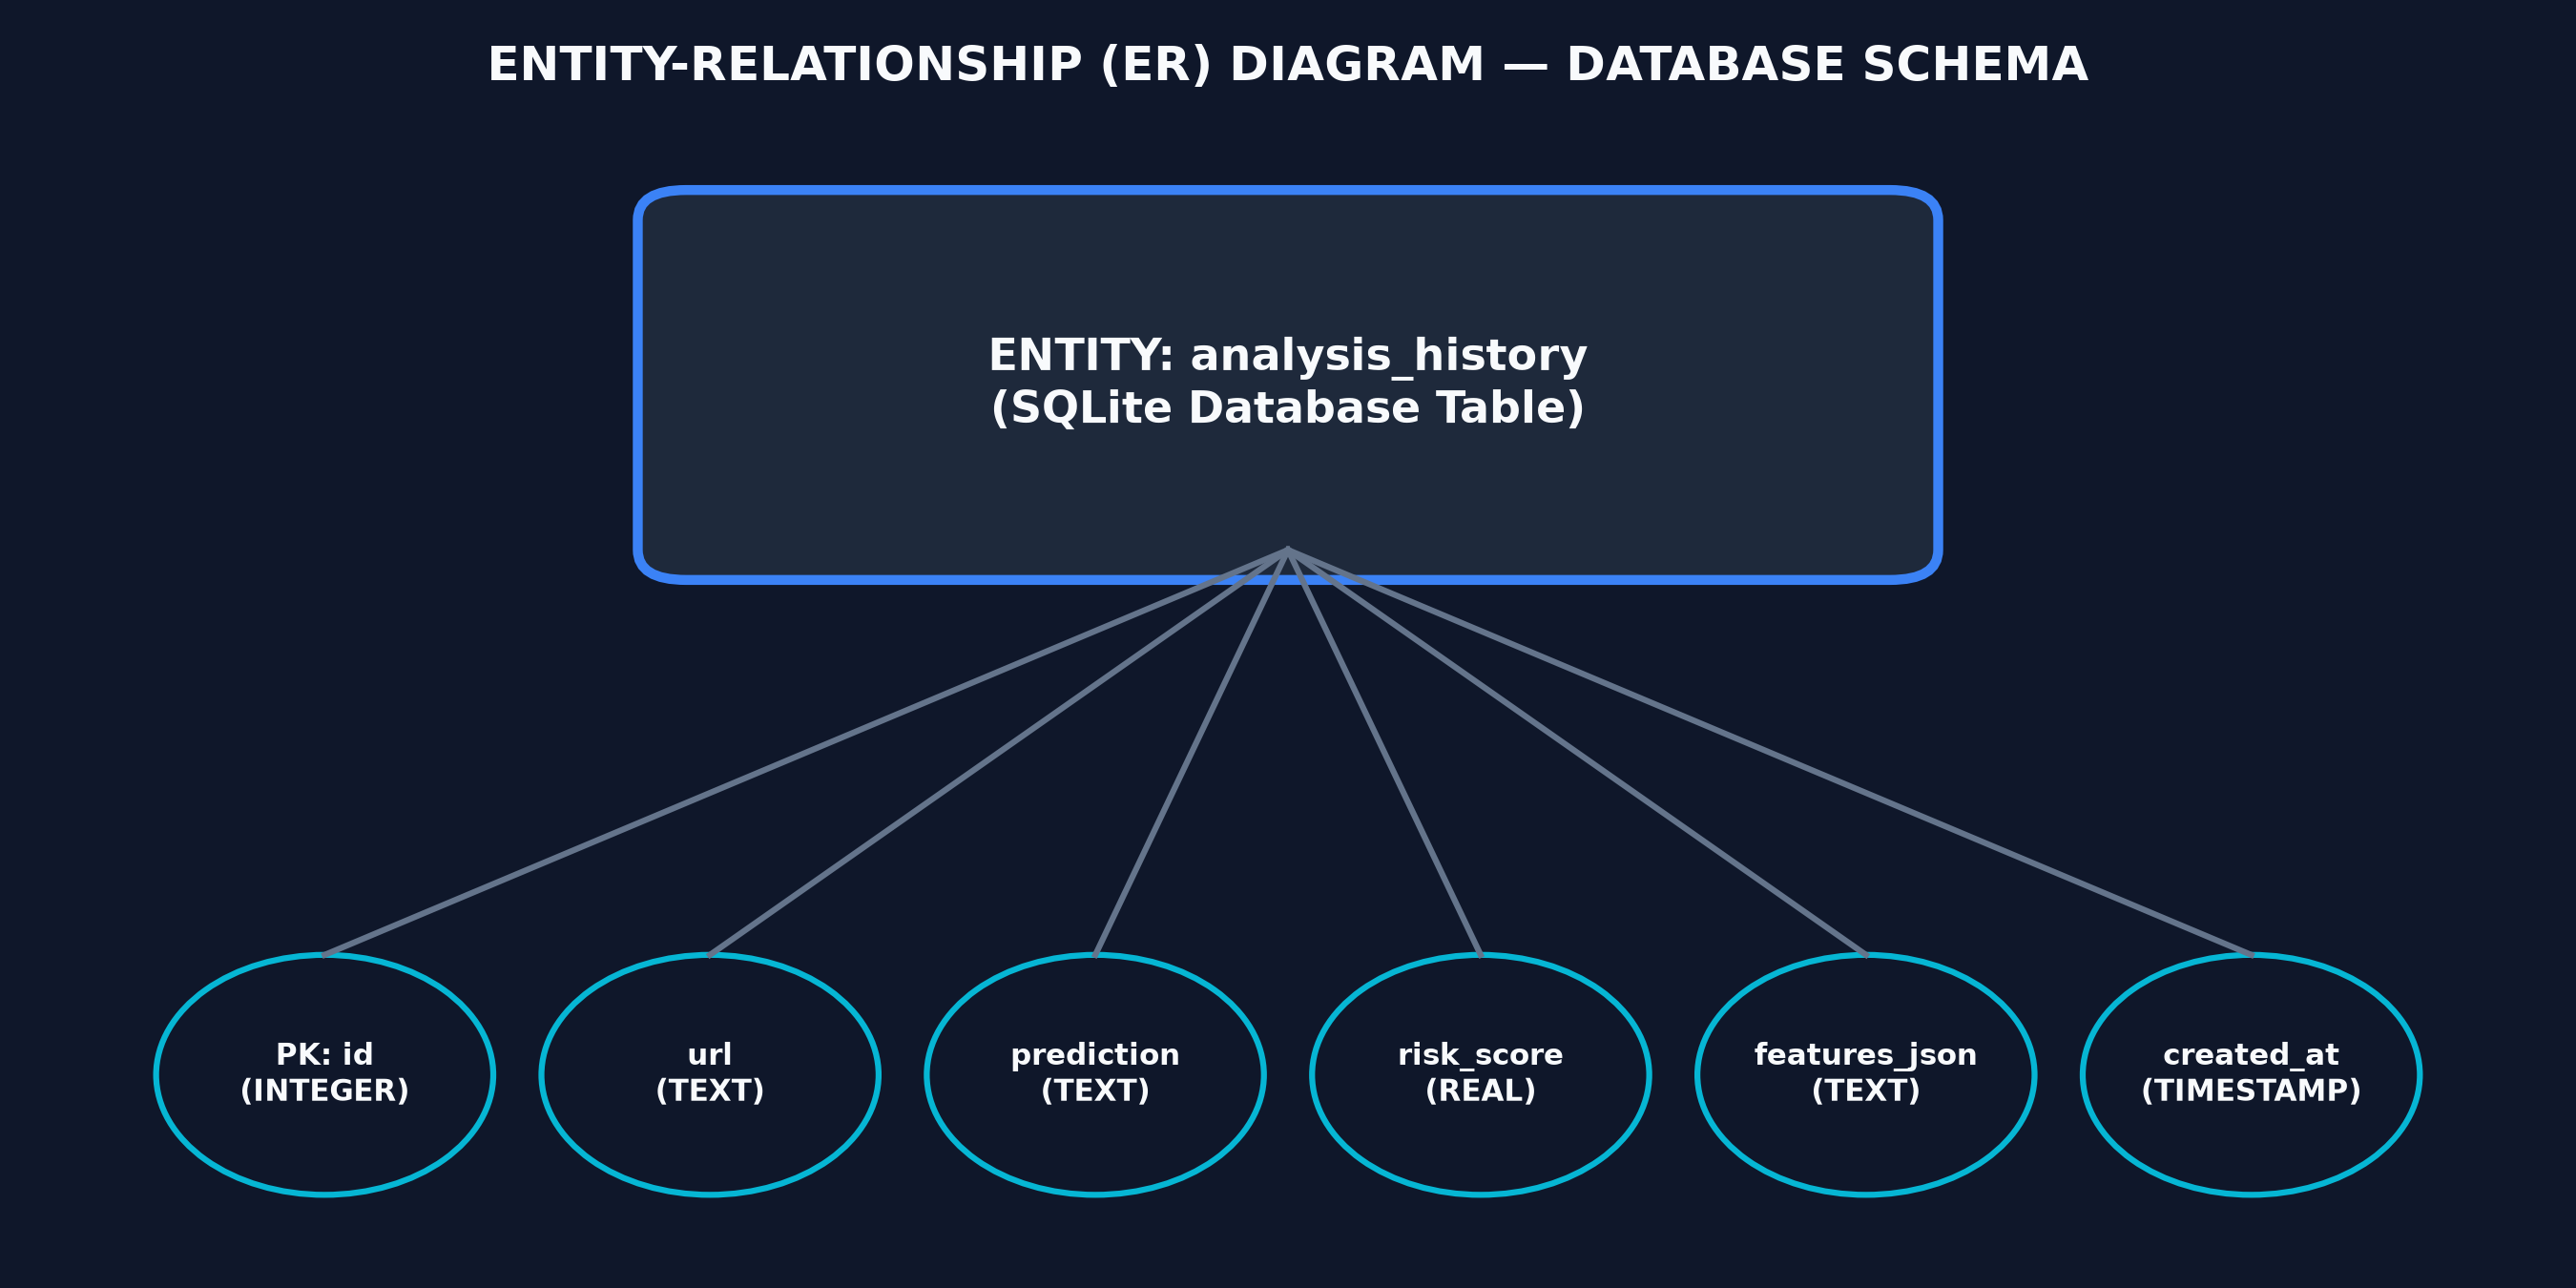 ENTITY-RELATIONSHIP (ER) DIAGRAM — DATABASE SCHEMA
ENTITY: analysis_history
(SQLite Database Table)
PK: id
(INTEGER)
url
(TEXT)
prediction
(TEXT)
risk_score
(REAL)
features_json
(TEXT)
created_at
(TIMESTAMP)